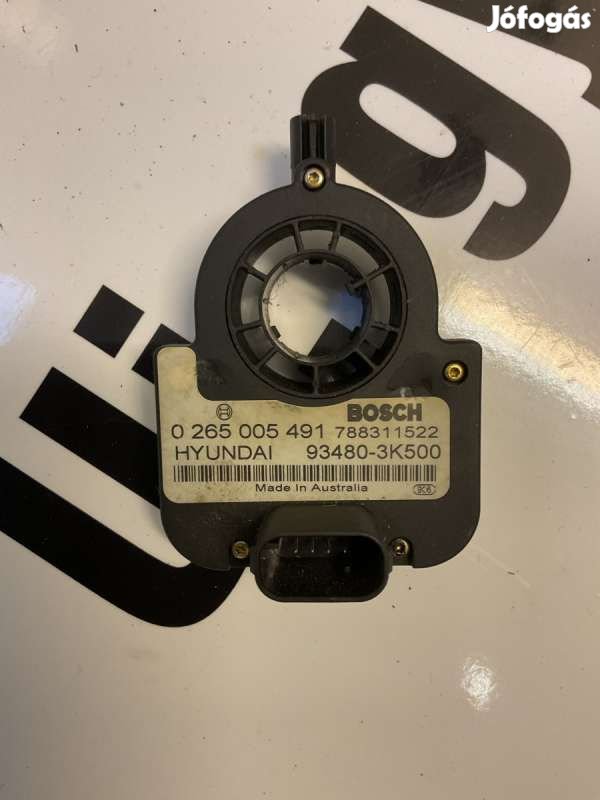 Jófogás
BOSCH
0 265 005 491 788311522
HYUNDAI 93480-3K500
Made In Australia